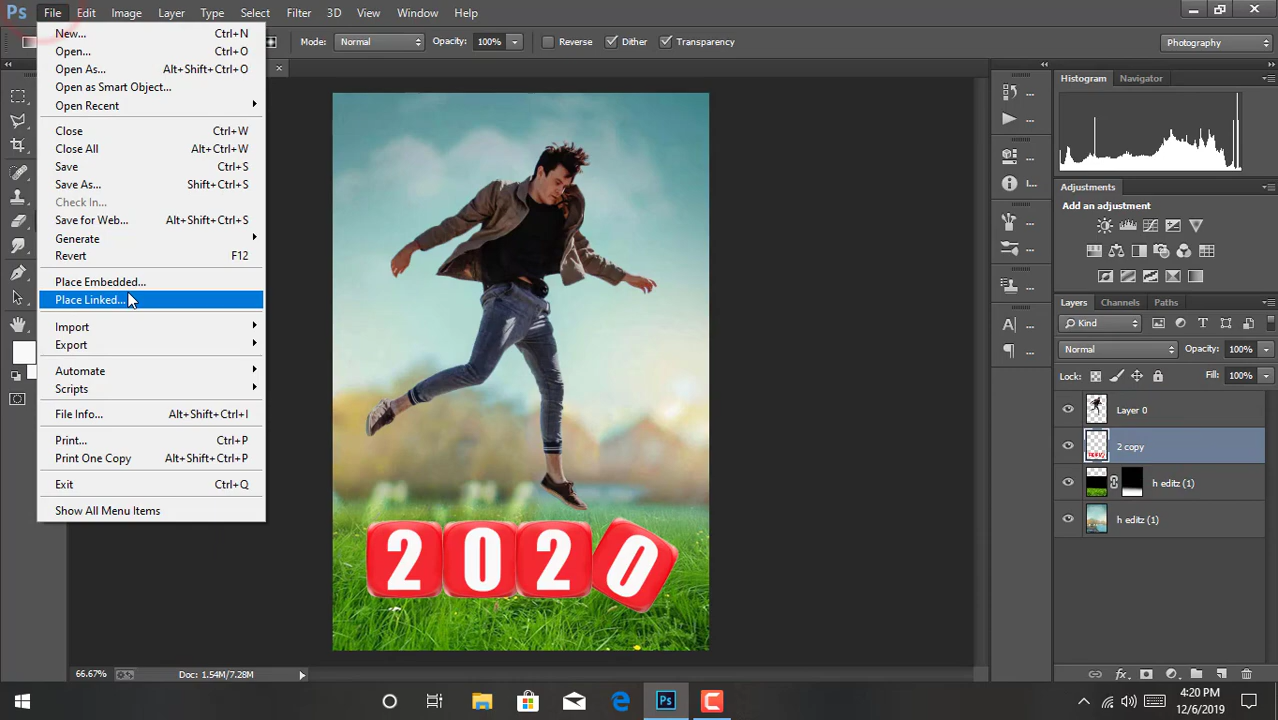 Ps File Edit Image Layer Type Select Filter 3D View Window Help
Mode: Normal Opacity: 100% Reverse Dither Transparency Photography
New... Ctrl+N
Open... Ctrl+O
Open As... Alt+Shift+Ctrl+O
Open as Smart Object...
Open Recent
Close Ctrl+W
Close All Alt+Ctrl+W
Save Ctrl+S
Save As... Shift+Ctrl+S
Check In...
Save for Web... Alt+Shift+Ctrl+S
Generate
Revert F12
Place Embedded...
Place Linked...
Import
Export
Automate
Scripts
File Info... Alt+Shift+Ctrl+I
Print... Ctrl+P
Print One Copy Alt+Shift+Ctrl+P
Exit Ctrl+Q
Show All Menu Items
2020
Histogram Navigator
Adjustments
Add an adjustment
Layers Channels Paths
Kind
Normal Opacity: 100%
Lock: Fill: 100%
Layer 0
2 copy
h editz (1)
h editz (1)
66.67% Doc: 1.54M/7.28M
Ps
4:20 PM
12/6/2019